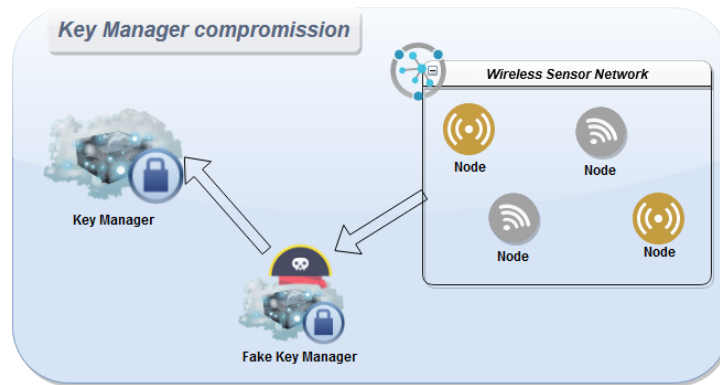 Key Manager compromission
Wireless Sensor Network
Node
Node
Key Manager
Node
Node
Fake Key Manager